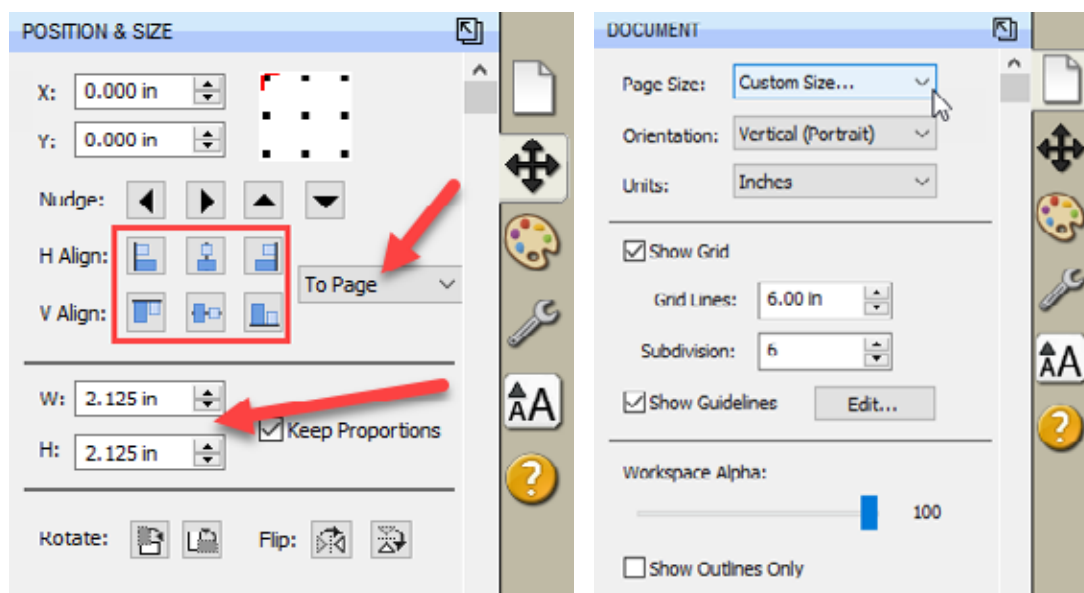 POSITION & SIZE
X: 0.000 in
Y: 0.000 in
Nudge:
H Align:
To Page
V Align:
W: 2.125 in
Keep Proportions
H: 2.125 in
Rotate: Flip:
AA
?
DOCUMENT
Page Size: Custom Size...
Orientation: Vertical (Portrait)
Units: Inches
Show Grid
Grid Lines: 6.00 in
Subdivision: 6
Show Guidelines Edit...
Workspace Alpha:
100
Show Outlines Only
AA
?